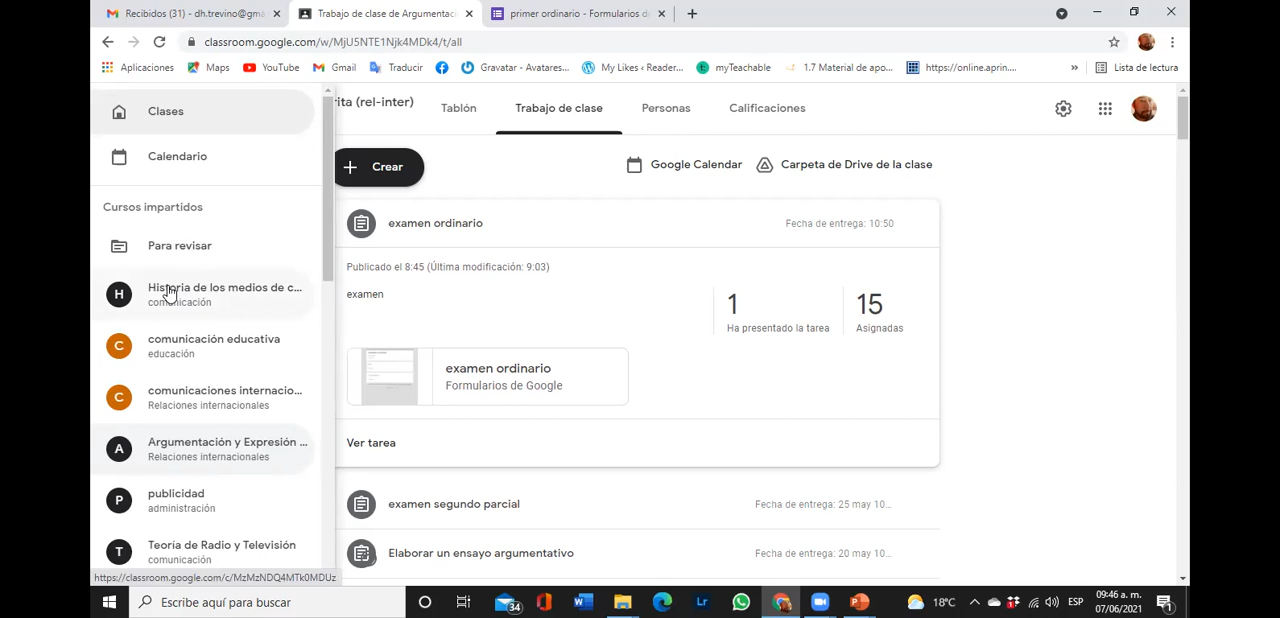 Recibidos (31) - dh.trevino@gma
Trabajo de clase de Argumentaci
primer ordinario - Formularios de
classroom.google.com/w/MjU5NTE1Njk4MDk4/t/all
Aplicaciones
Maps
YouTube
Gmail
Traducir
Gravatar - Avatares...
My Likes ‹ Reader...
myTeachable
1.7 Material de apo...
https://online.aprin....
»
Lista de lectura
Clases
Calendario
Cursos impartidos
Para revisar
H
Historia de los medios de c...
comunicación
C
comunicación educativa
educación
C
comunicaciones internacio...
Relaciones internacionales
A
Argumentación y Expresión ...
Relaciones internacionales
P
publicidad
administración
T
Teoría de Radio y Televisión
comunicación
https://classroom.google.com/c/MzMzNDQ4MTk0MDUz
rita (rel-inter)
Tablón
Trabajo de clase
Personas
Calificaciones
Crear
Google Calendar
Carpeta de Drive de la clase
examen ordinario
Fecha de entrega: 10:50
Publicado el 8:45 (Última modificación: 9:03)
examen
1
Ha presentado la tarea
15
Asignadas
examen ordinario
Formularios de Google
Ver tarea
examen segundo parcial
Fecha de entrega: 25 may 10...
Elaborar un ensayo argumentativo
Fecha de entrega: 20 may 10...
Escribe aquí para buscar
34
Lr
18°C
ESP
09:46 a. m.
07/06/2021
1